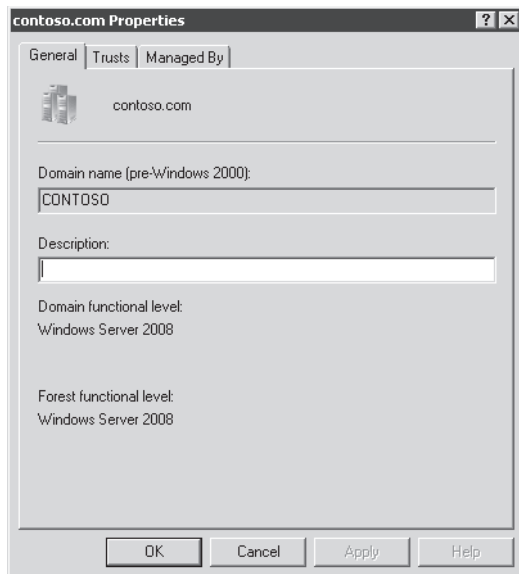 contoso.com Properties
? X
General Trusts Managed By
contoso.com
Domain name (pre-Windows 2000):
CONTOSO
Description:
Domain functional level:
Windows Server 2008
Forest functional level:
Windows Server 2008
OK Cancel Apply Help